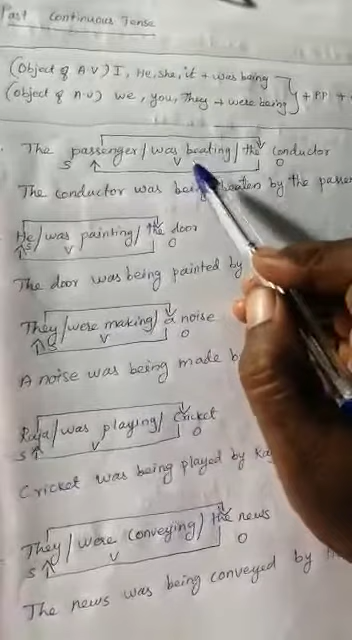 Past Continuous Tense
(Object of A.V) I, He, she, it + was being
(Object of A.V) we, you, They → were being } + PP +
The passenger / was beating / the conductor
S V O
The conductor was being beaten by the
He / was painting / the door
S V O
The door was being painted by
They / were making / a noise
S V O
A noise was being made
Raja / was playing / cricket
S V O
Cricket was being played by
They / were conveying / the news
S V O
The news was being conveyed by